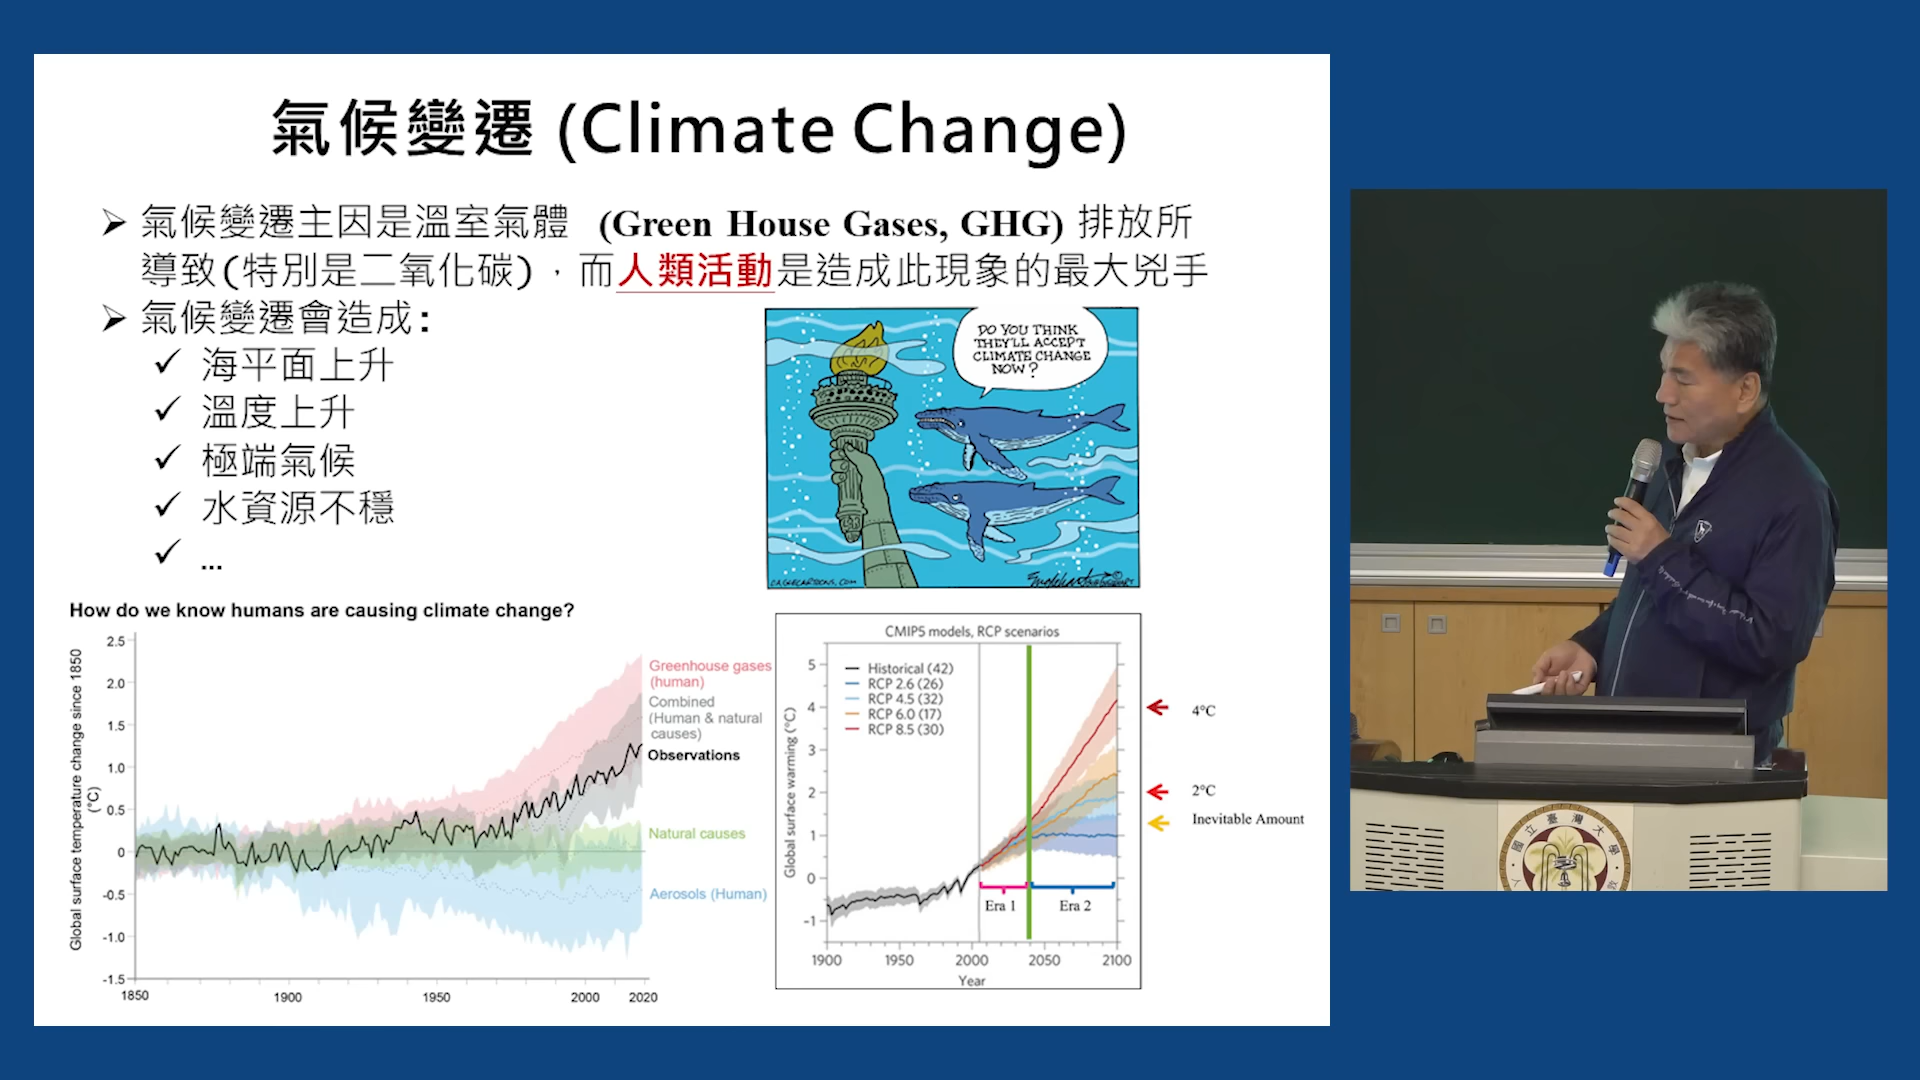 氣候變遷 (Climate Change)
➢ 氣候變遷主因是溫室氣體 (Green House Gases, GHG) 排放所
導致(特別是二氧化碳)，而人類活動是造成此現象的最大兇手
➢ 氣候變遷會造成:
✓ 海平面上升
✓ 溫度上升
✓ 極端氣候
✓ 水資源不穩
✓ ...
DO YOU THINK
THEY'LL ACCEPT
CLIMATE CHANGE
NOW?
CAGLECARTOONS.COM
How do we know humans are causing climate change?
Global surface temperature change since 1850
(°C)
2.5
2.0
1.5
1.0
0.5
0
-0.5
-1.0
-1.5
1850 1900 1950 2000 2020
Greenhouse gases
(human)
Combined
(Human & natural
causes)
Observations
Natural causes
Aerosols (Human)
CMIP5 models, RCP scenarios
Historical (42)
RCP 2.6 (26)
RCP 4.5 (32)
RCP 6.0 (17)
RCP 8.5 (30)
Global surface warming (°C)
5
4
3
2
1
0
-1
Era 1 Era 2
1900 1950 2000 2050 2100
Year
4°C
2°C
Inevitable Amount
國立臺灣大學